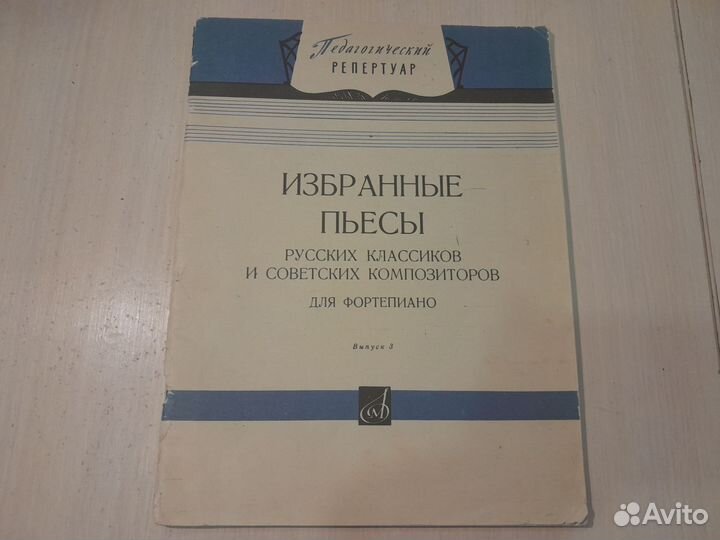 Педагогический
РЕПЕРТУАР
ИЗБРАННЫЕ
ПЬЕСЫ
РУССКИХ КЛАССИКОВ
И СОВЕТСКИХ КОМПОЗИТОРОВ
ДЛЯ ФОРТЕПИАНО
Выпуск 3
Avito